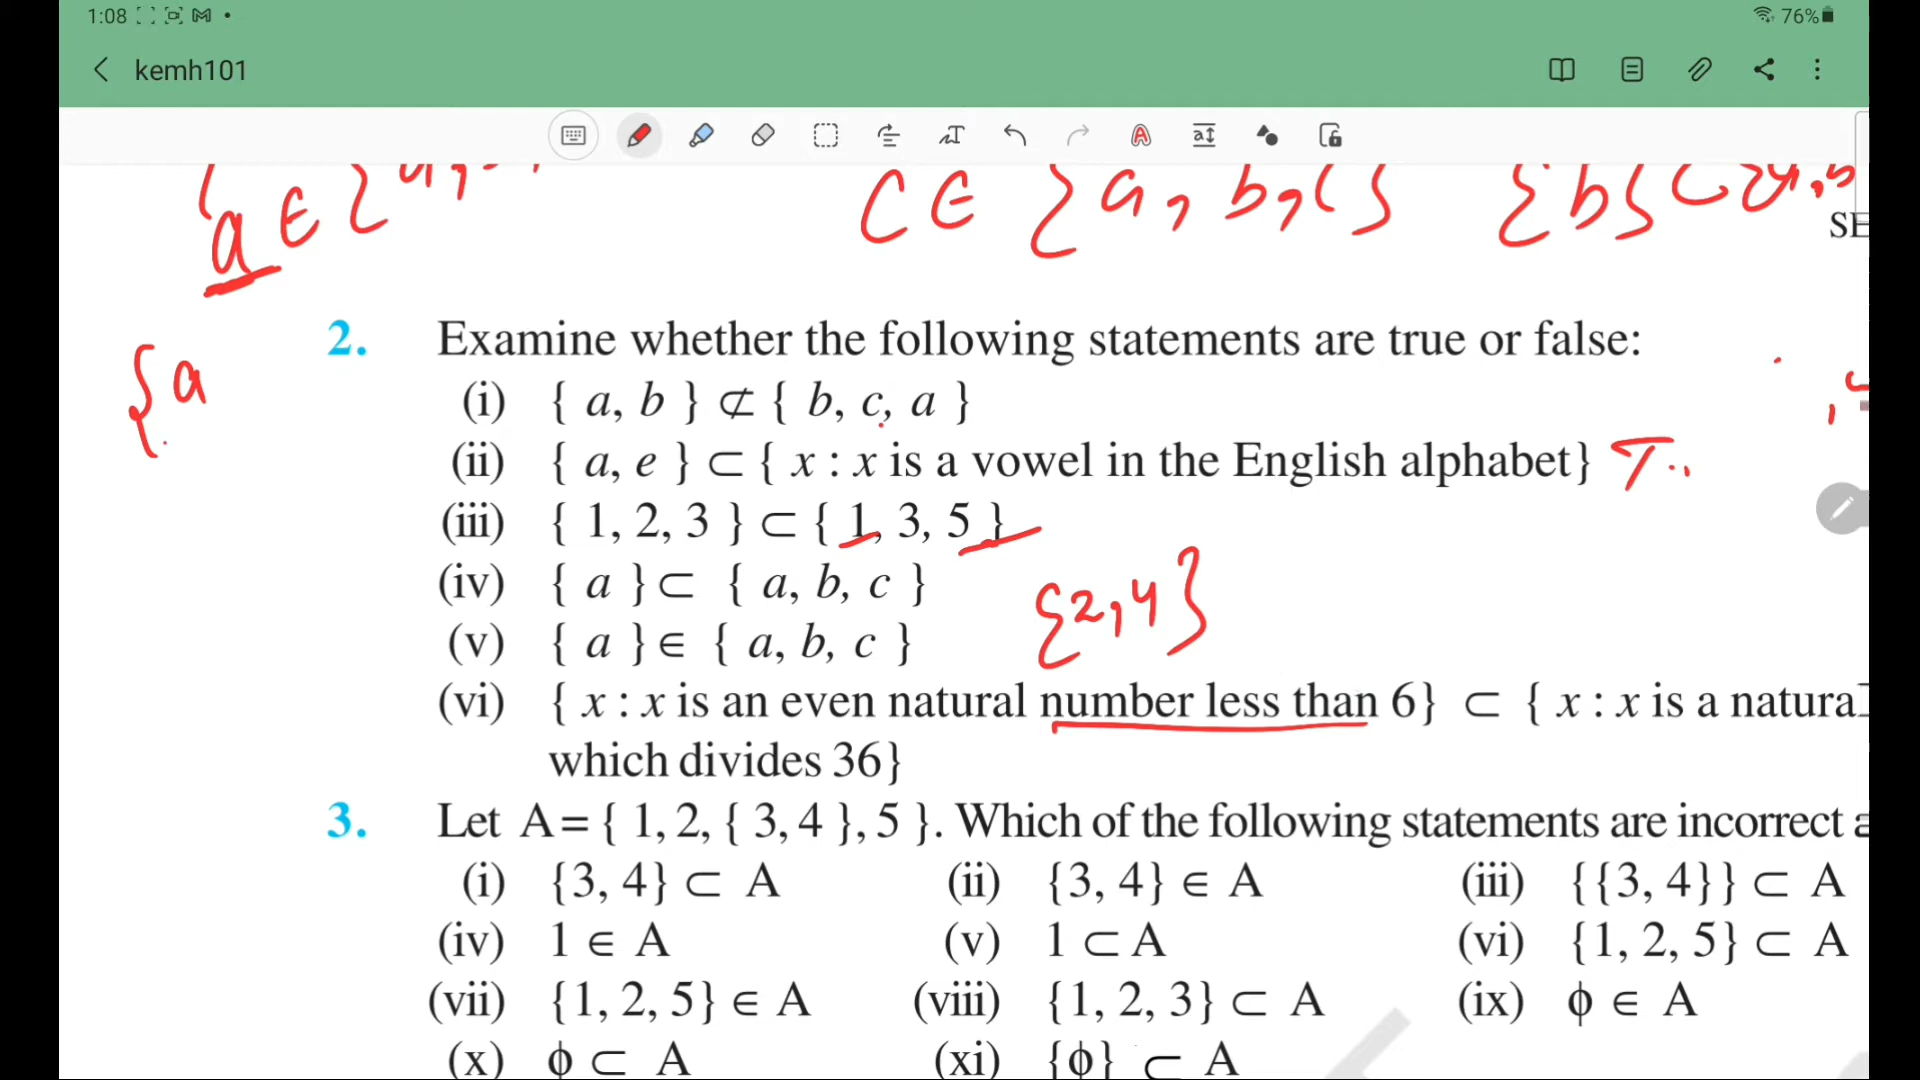 1:08
76%
kemh101
a ∈ {
C ∈ { a, b, c }
{b} ⊂
SE
{ a
2. Examine whether the following statements are true or false:
(i) { a, b } ⊄ { b, c, a }
(ii) { a, e } ⊂ { x : x is a vowel in the English alphabet} T
(iii) { 1, 2, 3 } ⊂ { 1, 3, 5 }
(iv) { a } ⊂ { a, b, c }
{2, 4}
(v) { a } ∈ { a, b, c }
(vi) { x : x is an even natural number less than 6} ⊂ { x : x is a natura
which divides 36}
3. Let A = { 1, 2, { 3, 4 }, 5 }. Which of the following statements are incorrect a
(i) {3, 4} ⊂ A (ii) {3, 4} ∈ A (iii) {{3, 4}} ⊂ A
(iv) 1 ∈ A (v) 1 ⊂ A (vi) {1, 2, 5} ⊂ A
(vii) {1, 2, 5} ∈ A (viii) {1, 2, 3} ⊂ A (ix) ϕ ∈ A
(x) ϕ ⊂ A (xi) {ϕ} ⊂ A